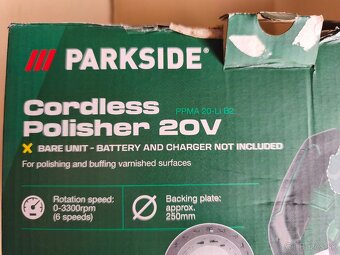 PARKSIDE®
Cordless
Polisher 20V
PPMA 20-Li B2
X BARE UNIT - BATTERY AND CHARGER NOT INCLUDED
For polishing and buffing varnished surfaces
Rotation speed:
0-3300rpm
(6 speeds)
Backing plate:
approx.
250mm